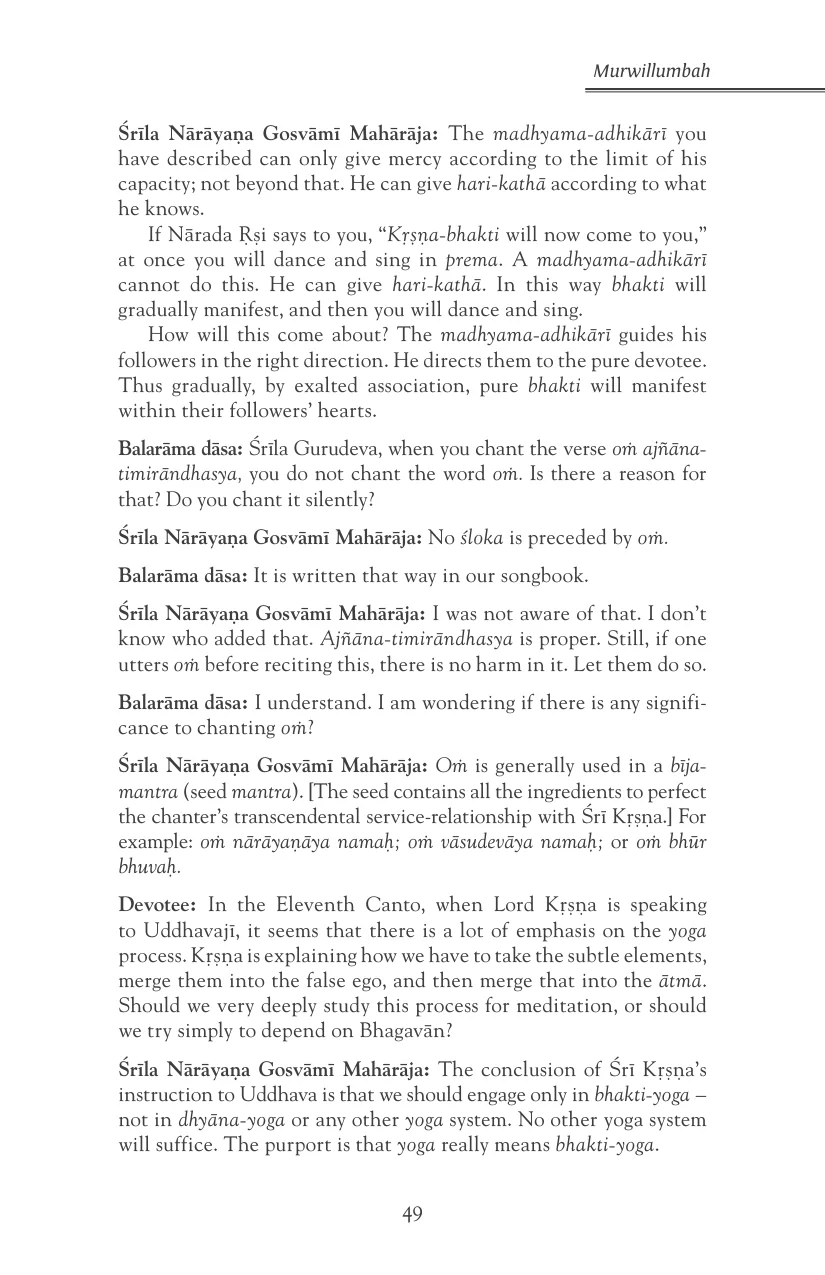 Murwillumbah
Śrīla Nārāyaṇa Gosvāmī Mahārāja: The madhyama-adhikārī you
have described can only give mercy according to the limit of his
capacity; not beyond that. He can give hari-kathā according to what
he knows.
If Nārada Ṛṣi says to you, “Kṛṣṇa-bhakti will now come to you,”
at once you will dance and sing in prema. A madhyama-adhikārī
cannot do this. He can give hari-kathā. In this way bhakti will
gradually manifest, and then you will dance and sing.
How will this come about? The madhyama-adhikārī guides his
followers in the right direction. He directs them to the pure devotee.
Thus gradually, by exalted association, pure bhakti will manifest
within their followers’ hearts.
Balarāma dāsa: Śrīla Gurudeva, when you chant the verse oṁ ajñāna-
timirāndhasya, you do not chant the word oṁ. Is there a reason for
that? Do you chant it silently?
Śrīla Nārāyaṇa Gosvāmī Mahārāja: No śloka is preceded by oṁ.
Balarāma dāsa: It is written that way in our songbook.
Śrīla Nārāyaṇa Gosvāmī Mahārāja: I was not aware of that. I don’t
know who added that. Ajñāna-timirāndhasya is proper. Still, if one
utters oṁ before reciting this, there is no harm in it. Let them do so.
Balarāma dāsa: I understand. I am wondering if there is any signifi-
cance to chanting oṁ?
Śrīla Nārāyaṇa Gosvāmī Mahārāja: Oṁ is generally used in a bīja-
mantra (seed mantra). [The seed contains all the ingredients to perfect
the chanter’s transcendental service-relationship with Śrī Kṛṣṇa.] For
example: oṁ nārāyaṇāya namaḥ; oṁ vāsudevāya namaḥ; or oṁ bhūr
bhuvaḥ.
Devotee: In the Eleventh Canto, when Lord Kṛṣṇa is speaking
to Uddhavajī, it seems that there is a lot of emphasis on the yoga
process. Kṛṣṇa is explaining how we have to take the subtle elements,
merge them into the false ego, and then merge that into the ātmā.
Should we very deeply study this process for meditation, or should
we try simply to depend on Bhagavān?
Śrīla Nārāyaṇa Gosvāmī Mahārāja: The conclusion of Śrī Kṛṣṇa’s
instruction to Uddhava is that we should engage only in bhakti-yoga –
not in dhyāna-yoga or any other yoga system. No other yoga system
will suffice. The purport is that yoga really means bhakti-yoga.
49